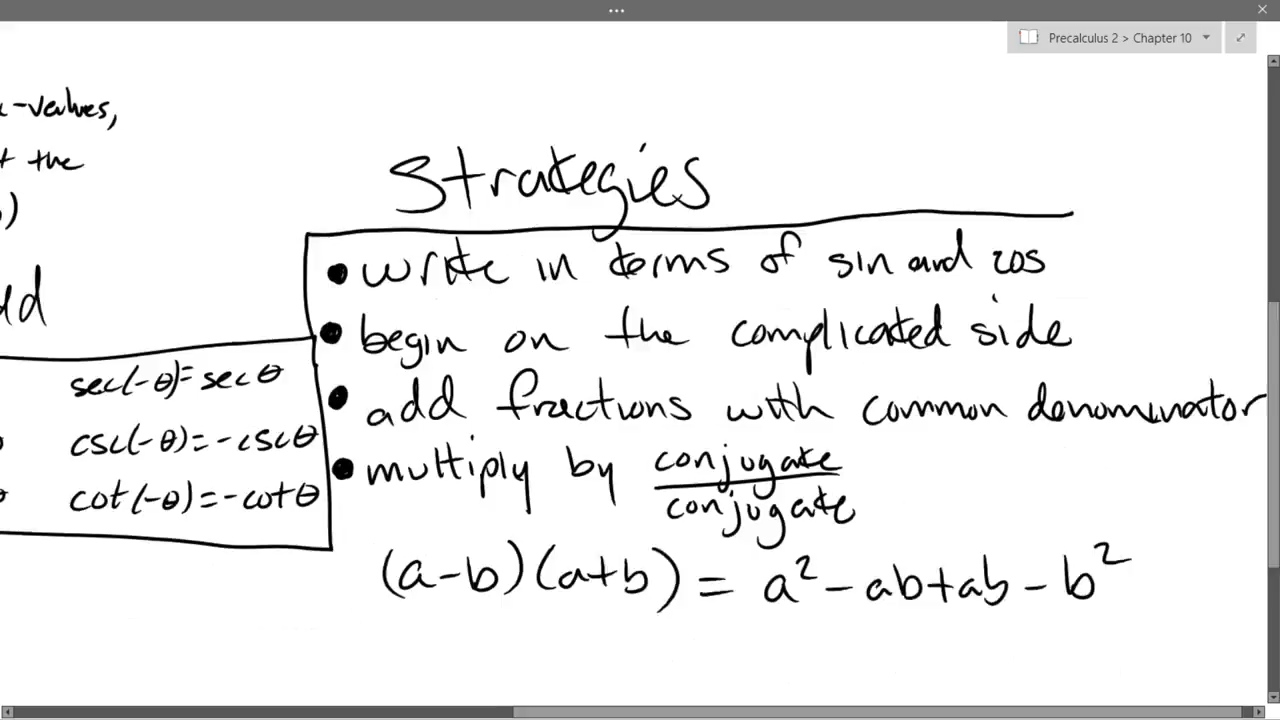 Precalculus 2 > Chapter 10
-values,
the
Strategies
• write in terms of sin and cos
• begin on the complicated side
• add fractions with common denominator
• multiply by conjugate/conjugate
sec(-θ)=secθ
csc(-θ)=-cscθ
cot(-θ)=-cotθ
(a-b)(a+b) = a²-ab+ab-b²